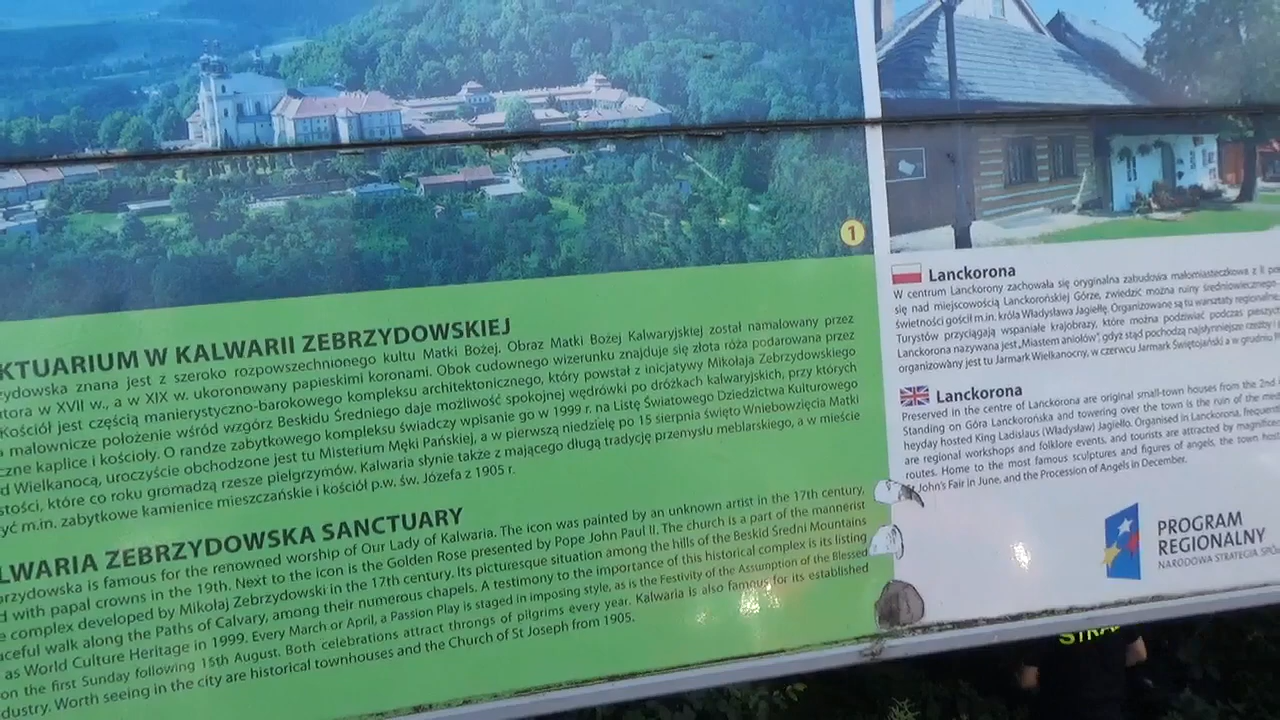 1
KTUARIUM W KALWARII ZEBRZYDOWSKIEJ
zydowska znana jest z szeroko rozpowszechnionego kultu Matki Bożej. Obraz Matki Bożej Kalwaryjskiej został namalowany przez
utora w XVII w., a w XIX w. ukoronowany papieskimi koronami. Obok cudownego wizerunku znajduje się złota róża podarowana przez
Kościół jest częścią manierystyczno-barokowego kompleksu architektonicznego, który powstał z inicjatywy Mikołaja Zebrzydowskiego
a malownicze położenie wśród wzgórz Beskidu Średniego daje możliwość spokojnej wędrówki po dróżkach kalwaryjskich, przy których
czne kaplice i kościoły. O randze zabytkowego kompleksu świadczy wpisanie go w 1999 r. na Listę Światowego Dziedzictwa Kulturowego
d Wielkanocą, uroczyście obchodzone jest tu Misterium Męki Pańskiej, a w pierwszą niedzielę po 15 sierpnia święto Wniebowzięcia Matki
stości, które co roku gromadzą rzesze pielgrzymów. Kalwaria słynie także z mającego długą tradycję przemysłu meblarskiego, a w mieście
yć m.in. zabytkowe kamienice mieszczańskie i kościół p.w. św. Józefa z 1905 r.
LWARIA ZEBRZYDOWSKA SANCTUARY
rzydowska is famous for the renowned worship of Our Lady of Kalwaria. The icon was painted by an unknown artist in the 17th century,
d with papal crowns in the 19th. Next to the icon is the Golden Rose presented by Pope John Paul II. The church is a part of the mannerist
e complex developed by Mikołaj Zebrzydowski in the 17th century. Its picturesque situation among the hills of the Beskid Średni Mountains
aceful walk along the Paths of Calvary, among their numerous chapels. A testimony to the importance of this historical complex is its listing
as World Culture Heritage in 1999. Every March or April, a Passion Play is staged in imposing style, as is the Festivity of the Assumption of the Blessed
on the first Sunday following 15th August. Both celebrations attract throngs of pilgrims every year. Kalwaria is also famous for its established
dustry. Worth seeing in the city are historical townhouses and the Church of St Joseph from 1905.
Lanckorona
W centrum Lanckorony zachowała się oryginalna zabudowa małomiasteczkowa z II
się nad miejscowością Lanckorońskiej Górze, zwiedzić można ruiny średniowiecznego
świetności gościł m.in. króla Władysława Jagiełłę. Organizowane są tu warsztaty regionalne
Turystów przyciągają wspaniałe krajobrazy, które można podziwiać podczas pieszych
Lanckorona nazywana jest „Miastem aniołów”, gdyż stąd pochodzą najsłynniejsze rzeźby
organizowany jest tu Jarmark Wielkanocny, w czerwcu Jarmark Świętojański a w grudniu
Lanckorona
Preserved in the centre of Lanckorona are original small-town houses from the 2nd
Standing on Góra Lanckorońska and towering over the town is the ruin of the
heyday hosted King Ladislaus (Władysław) Jagiełło. Organised in Lanckorona, frequent
are regional workshops and folklore events, and tourists are attracted by magnificent
routes. Home to the most famous sculptures and figures of angels, the town
St John's Fair in June, and the Procession of Angels in December.
PROGRAM
REGIONALNY
NARODOWA STRATEGIA
STRAŻ